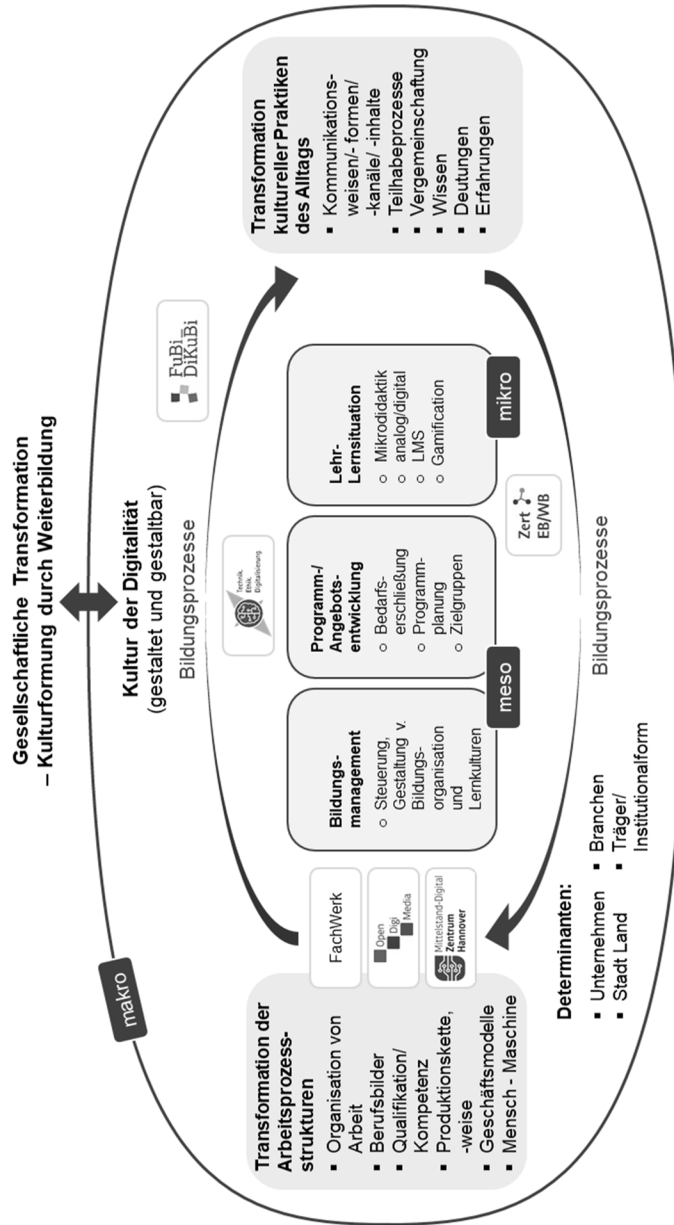 Gesellschaftliche Transformation
– Kulturformung durch Weiterbildung
makro
Kultur der Digitalität
(gestaltet und gestaltbar)
Bildungsprozesse
FuBi_
DiKuBi
Technik.
Ethik.
Digitalisierung
Transformation der
Arbeitsprozess-
strukturen
▪ Organisation von
Arbeit
▪ Berufsbilder
▪ Qualifikation/
Kompetenz
▪ Produktionskette,
-weise
▪ Geschäftsmodelle
▪ Mensch - Maschine
FachWerk
Open
Digi
Media
Mittelstand-Digital
Zentrum
Hannover
Bildungs-
management
○ Steuerung,
Gestaltung v.
Bildungs-
organisation
und
Lernkulturen
Programm-/
Angebots-
entwicklung
○ Bedarfs-
erschließung
○ Programm-
planung
○ Zielgruppen
meso
Lehr-
Lernsituation
○ Mikrodidaktik
analog/digital
○ LMS
○ Gamification
mikro
Transformation
kultureller Praktiken
des Alltags
▪ Kommunikations-
weisen/- formen/
-kanäle/ -inhalte
▪ Teilhabeprozesse
▪ Vergemeinschaftung
▪ Wissen
▪ Deutungen
▪ Erfahrungen
Zert
EB/WB
Bildungsprozesse
Determinanten:
▪ Unternehmen
▪ Stadt Land
▪ Branchen
▪ Träger/
Institutionalform